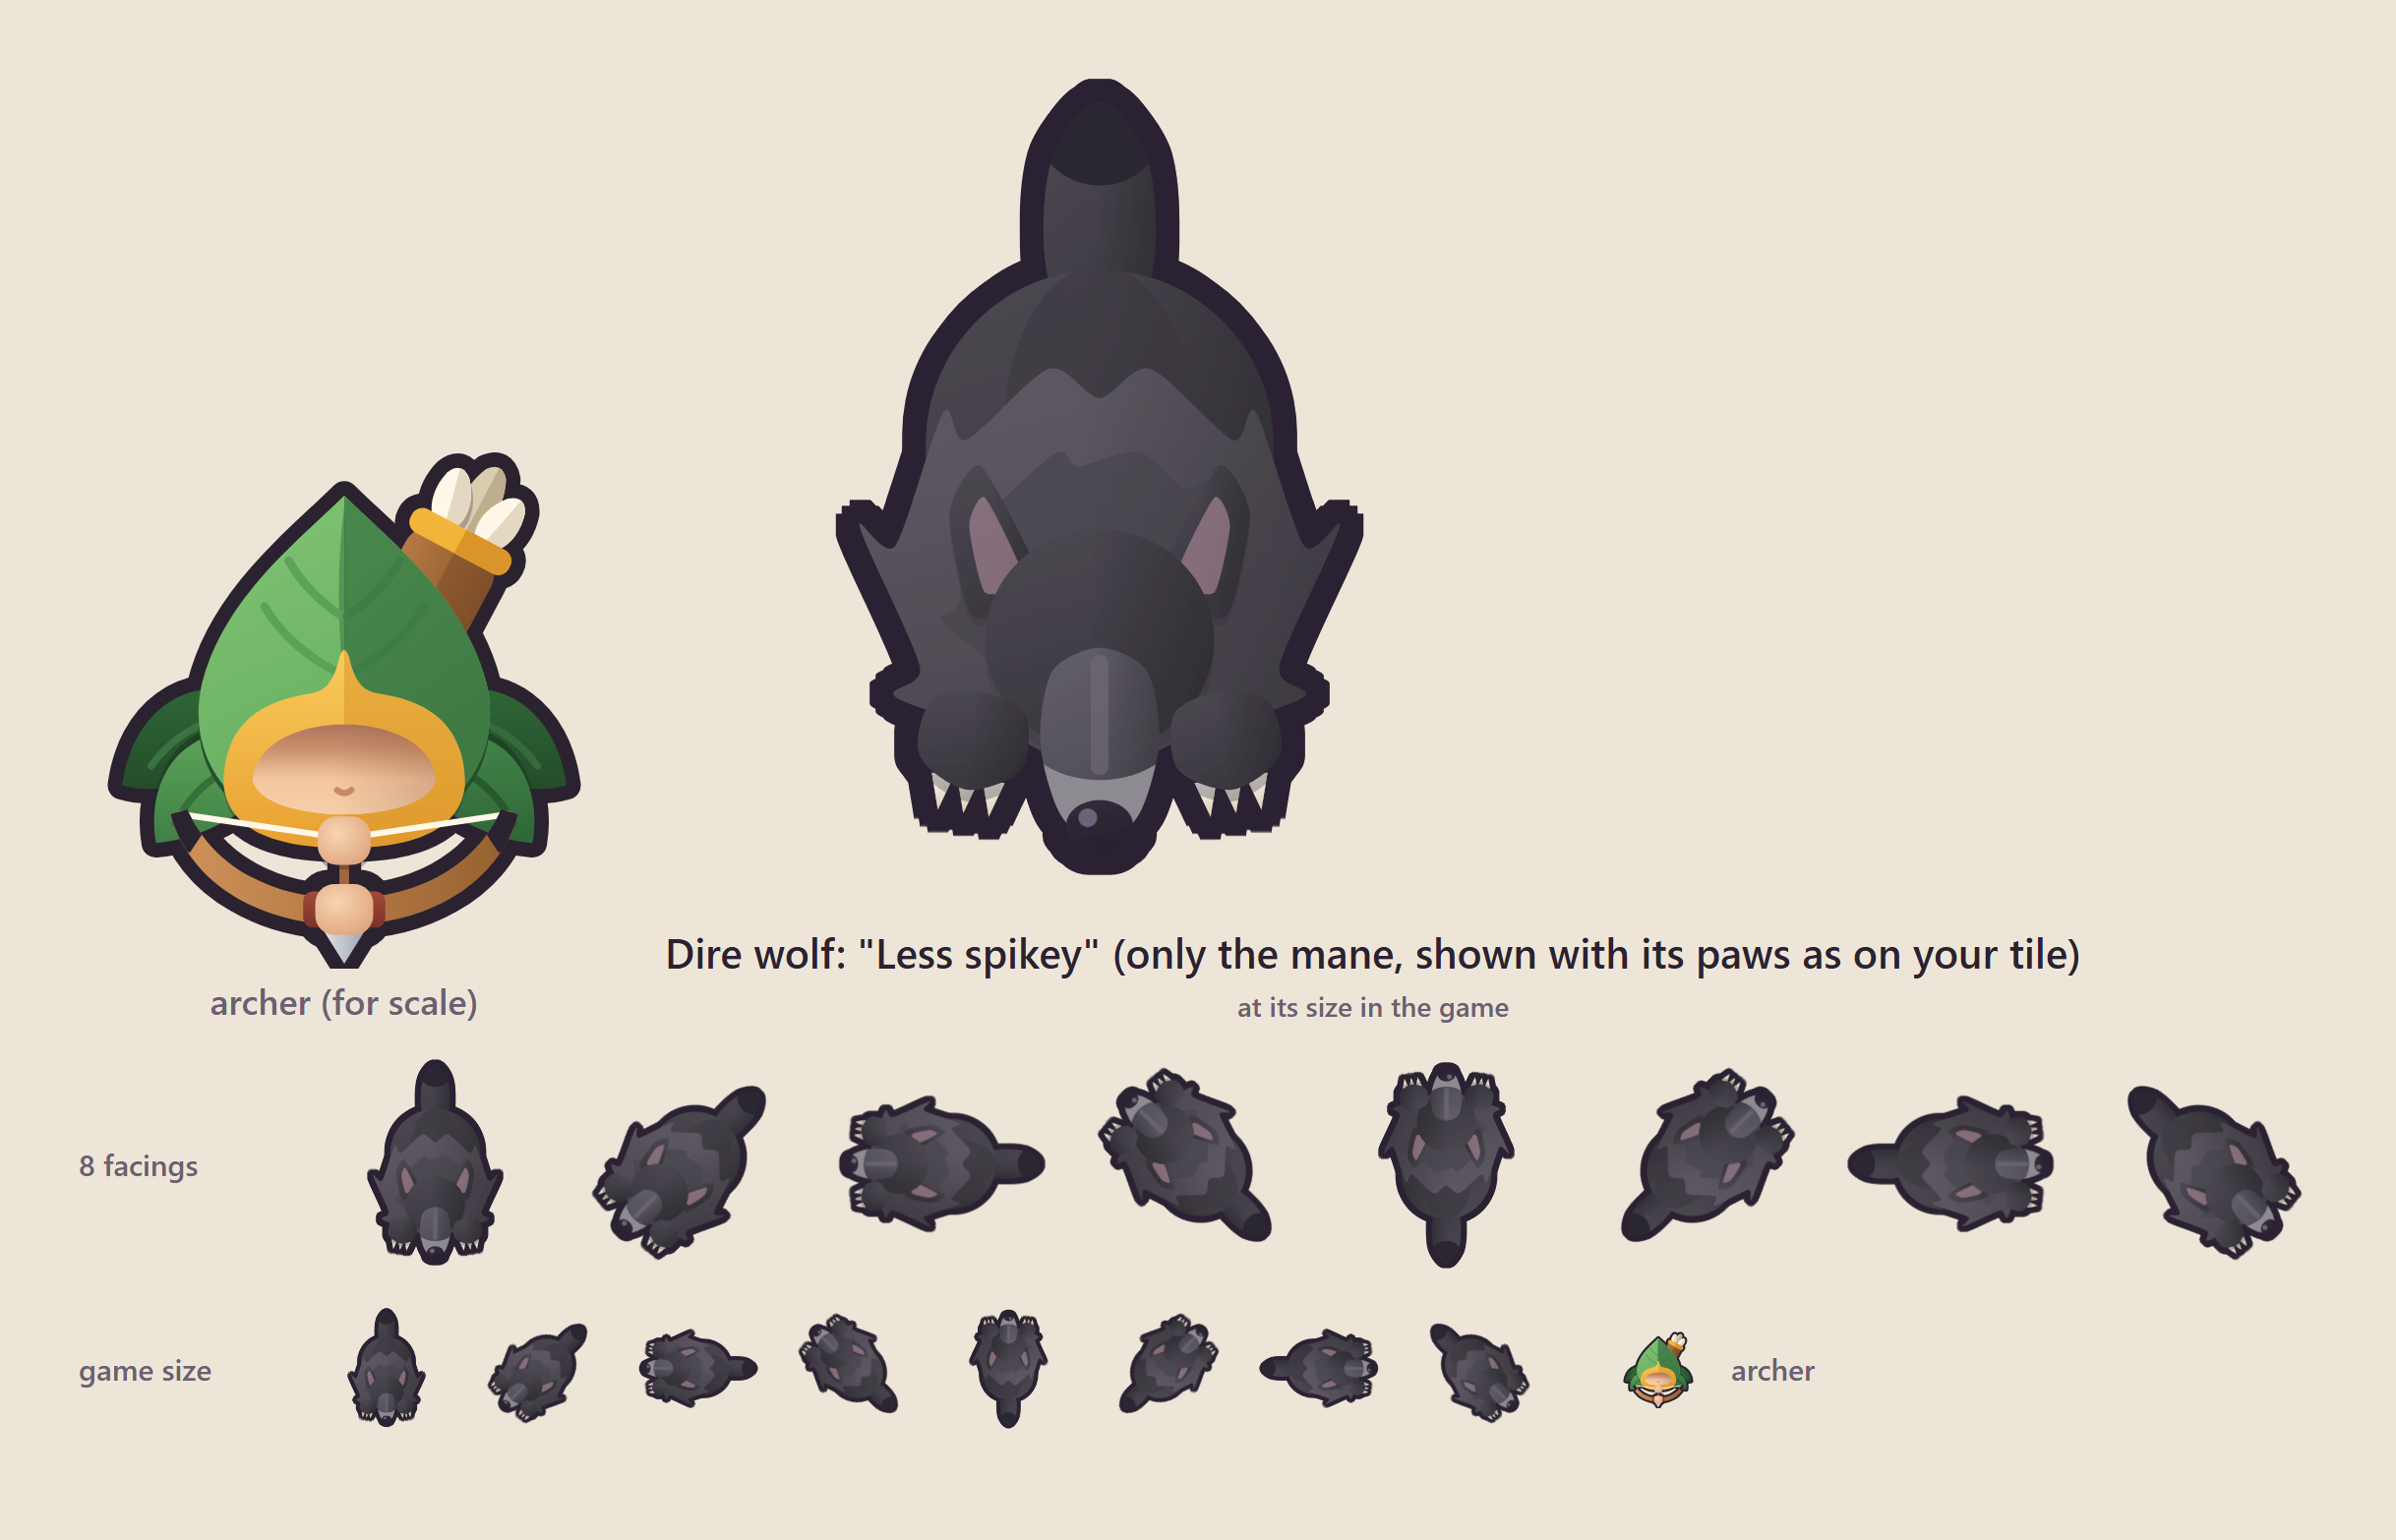 Dire wolf: "Less spikey" (only the mane, shown with its paws as on your tile)
archer (for scale)
at its size in the game
8 facings
game size
archer